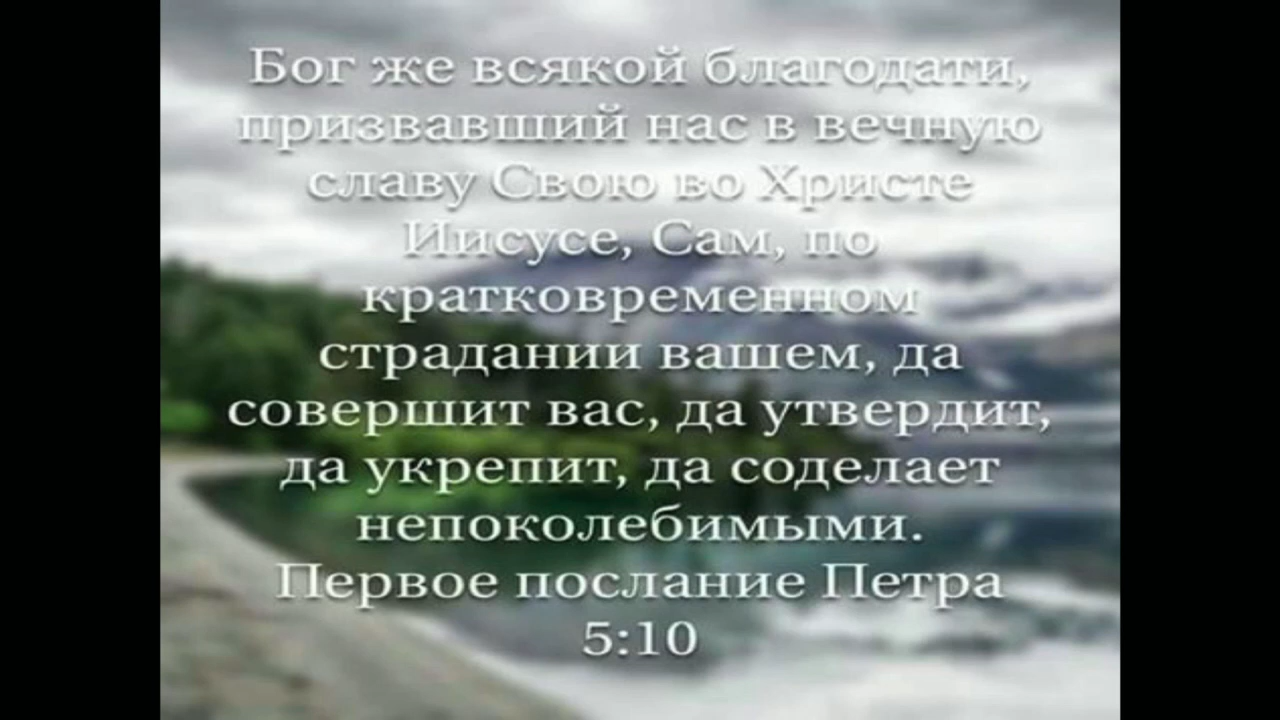 Бог же всякой благодати,
призвавший нас в вечную
славу Свою во Христе
Иисусе, Сам, по
кратковременном
страдании вашем, да
совершит вас, да утвердит,
да укрепит, да соделает
непоколебимыми.
Первое послание Петра
5:10